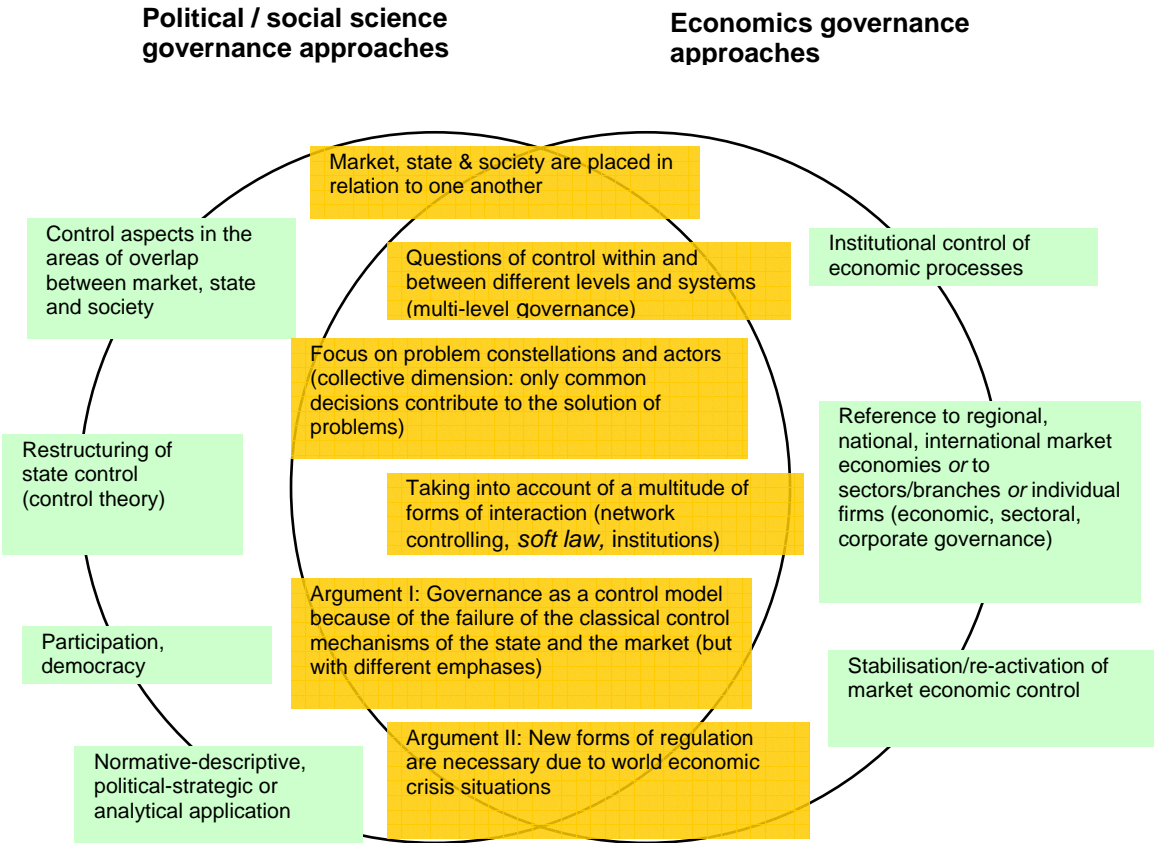 Political / social science
governance approaches
Economics governance
approaches
Market, state & society are placed in
relation to one another
Control aspects in the
areas of overlap
between market, state
and society
Questions of control within and
between different levels and systems
(multi-level governance)
Institutional control of
economic processes
Focus on problem constellations and actors
(collective dimension: only common
decisions contribute to the solution of
problems)
Restructuring of
state control
(control theory)
Reference to regional,
national, international market
economies or to
sectors/branches or individual
firms (economic, sectoral,
corporate governance)
Taking into account of a multitude of
forms of interaction (network
controlling, soft law, institutions)
Argument I: Governance as a control model
because of the failure of the classical control
mechanisms of the state and the market (but
with different emphases)
Participation,
democracy
Stabilisation/re-activation of
market economic control
Argument II: New forms of regulation
are necessary due to world economic
crisis situations
Normative-descriptive,
political-strategic or
analytical application